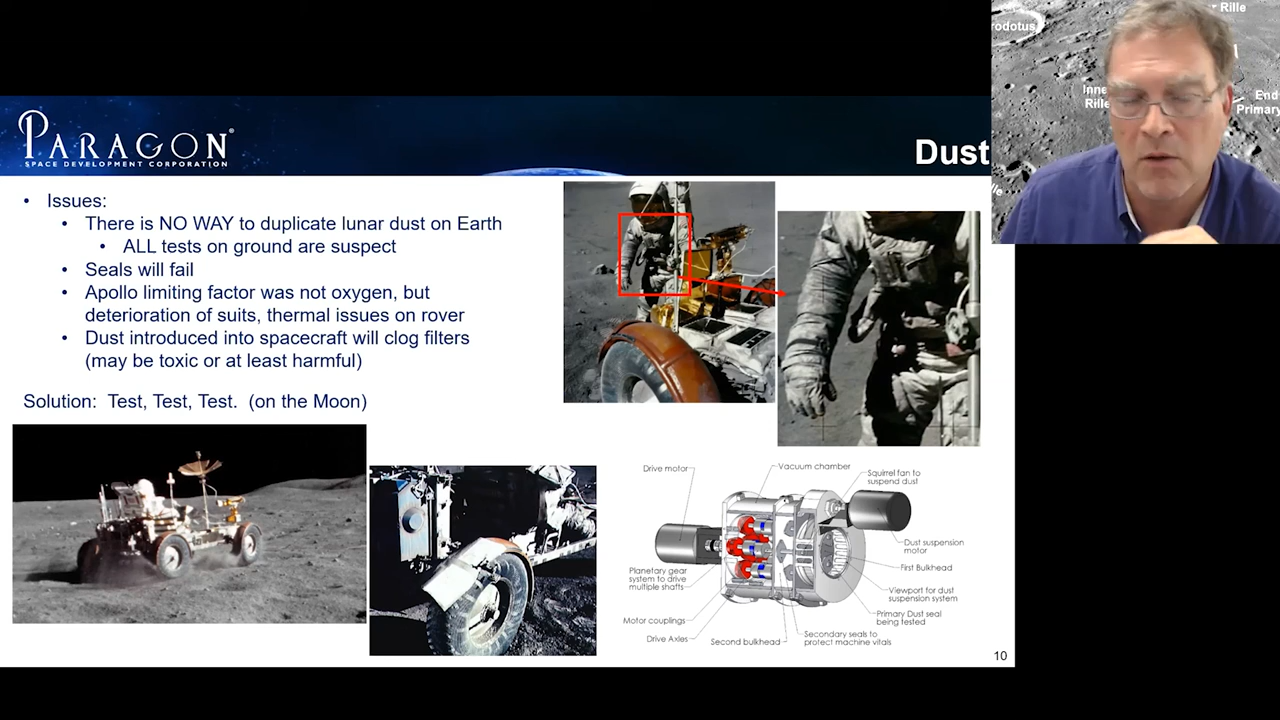 PARAGON®
SPACE DEVELOPMENT CORPORATION
Dust
• Issues:
• There is NO WAY to duplicate lunar dust on Earth
• ALL tests on ground are suspect
• Seals will fail
• Apollo limiting factor was not oxygen, but
deterioration of suits, thermal issues on rover
• Dust introduced into spacecraft will clog filters
(may be toxic or at least harmful)
Solution: Test, Test, Test. (on the Moon)
Drive motor
Vacuum chamber
Squirrel fan to
suspend dust
Dust suspension
motor
First Bulkhead
Viewport for dust
suspension system
Primary Dust seal
being tested
Secondary seals to
protect machine vitals
Second bulkhead
Drive Axles
Motor couplings
Planetary gear
system to drive
multiple shafts
10
Rille
Rille
End
Primary